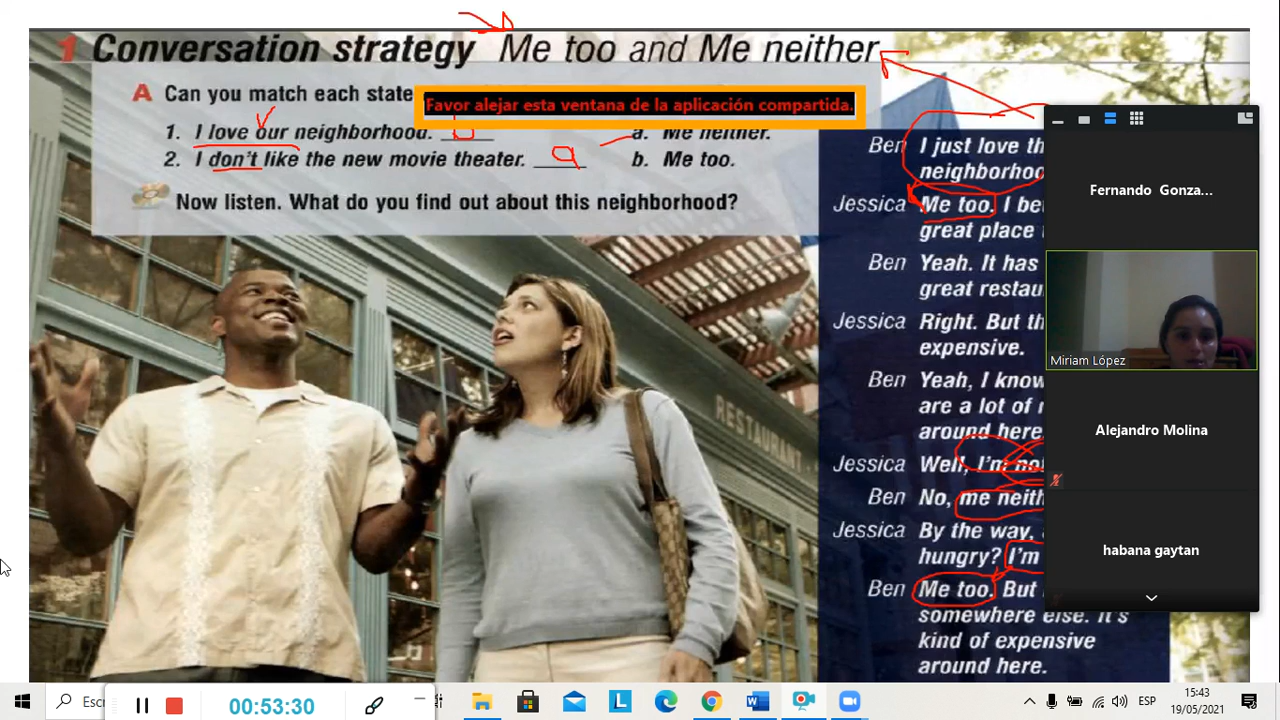 1 Conversation strategy Me too and Me neither
A Can you match each state
Favor alejar esta ventana de la aplicación compartida.
1. I love our neighborhood. b
a. Me neither.
2. I don't like the new movie theater. a
b. Me too.
Now listen. What do you find out about this neighborhood?
Ben I just love th
neighborhoo
Jessica Me too. I be
great place
Ben Yeah. It has
great restau
Jessica Right. But th
expensive.
Ben Yeah, I know
are a lot of
around here
Jessica Well, I'm no
Ben No, me neith
Jessica By the way,
hungry? I'm
Ben Me too. But
somewhere else. It's
kind of expensive
around here.
RESTAURANT
Fernando Gonza...
Miriam López
Alejandro Molina
habana gaytan
Escr
00:53:30
ESP
15:43
19/05/2021